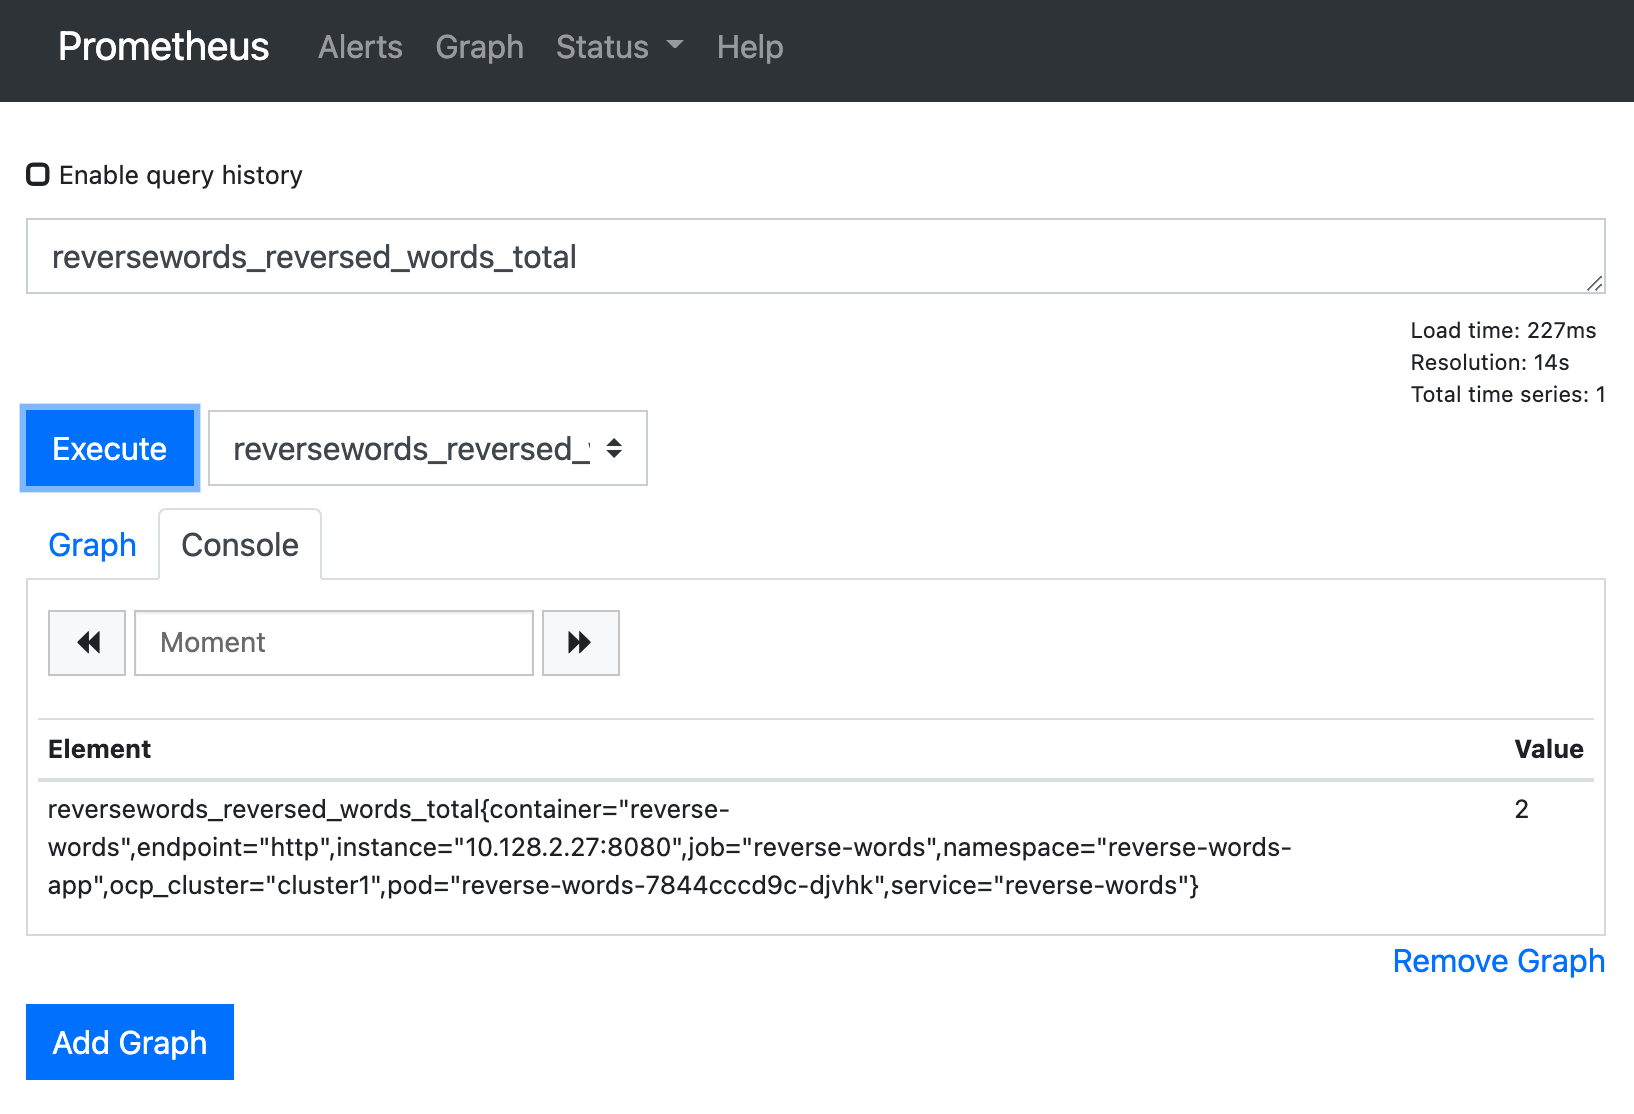 Prometheus Alerts Graph Status Help
Enable query history
reversewords_reversed_words_total
Load time: 227ms
Resolution: 14s
Total time series: 1
Execute reversewords_reversed_
Graph Console
Moment
Element Value
reversewords_reversed_words_total{container="reverse- 2
words",endpoint="http",instance="10.128.2.27:8080",job="reverse-words",namespace="reverse-words-
app",ocp_cluster="cluster1",pod="reverse-words-7844cccd9c-djvhk",service="reverse-words"}
Remove Graph
Add Graph